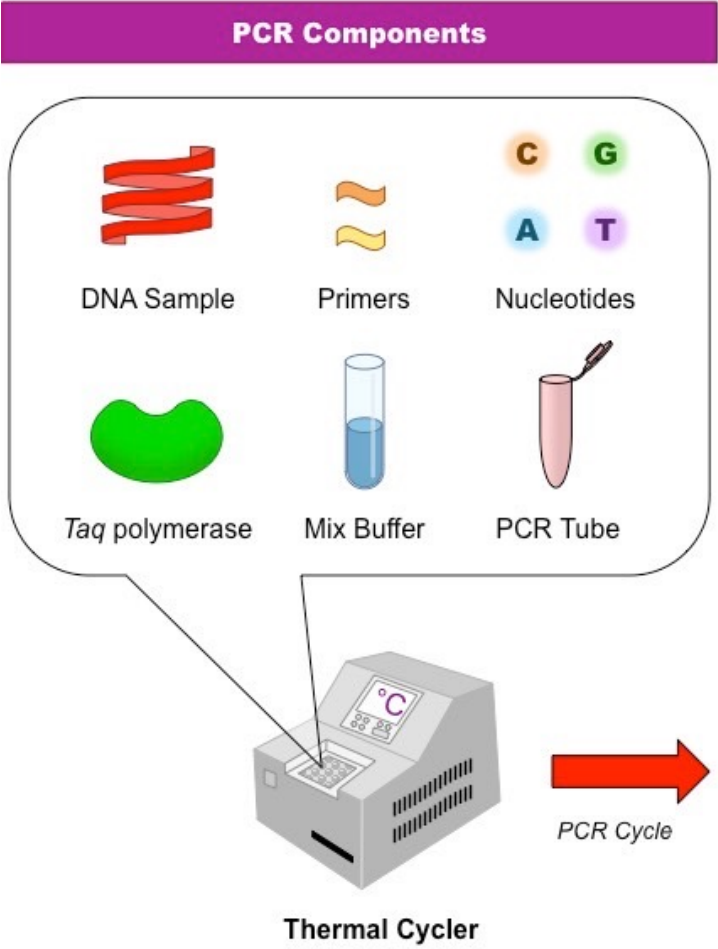 PCR Components
C G
A T
DNA Sample Primers Nucleotides
Taq polymerase Mix Buffer PCR Tube
°C
PCR Cycle
Thermal Cycler